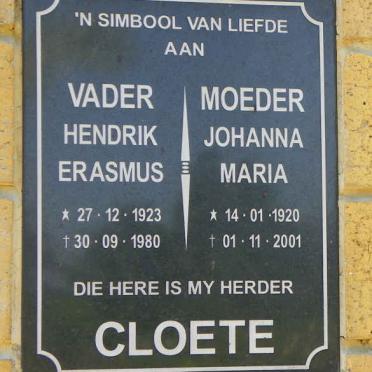 'N SIMBOOL VAN LIEFDE
AAN
VADER
HENDRIK
ERASMUS
★ 27 · 12 · 1923
† 30 · 09 · 1980
MOEDER
JOHANNA
MARIA
★ 14 · 01 · 1920
† 01 · 11 · 2001
DIE HERE IS MY HERDER
CLOETE